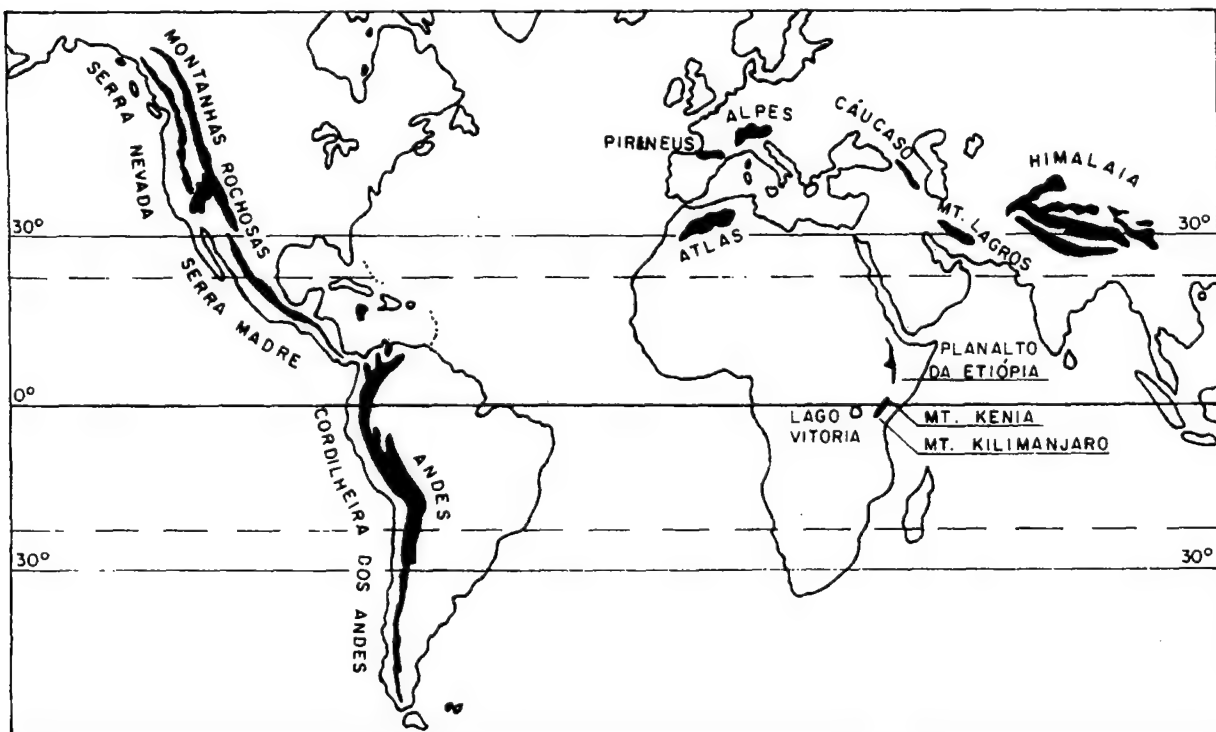 MONTANHAS ROCHOSAS
SERRA NEVADA
SERRA MADRE
CORDILHEIRA DOS ANDES
ANDES
PIRINEUS
ALPES
CÁUCASO
HIMALAIA
ATLAS
MT. LAGROS
PLANALTO
DA ETIÓPIA
LAGO
VITORIA
MT. KENIA
MT. KILIMANJARO
30°
30°
0°
30°
30°